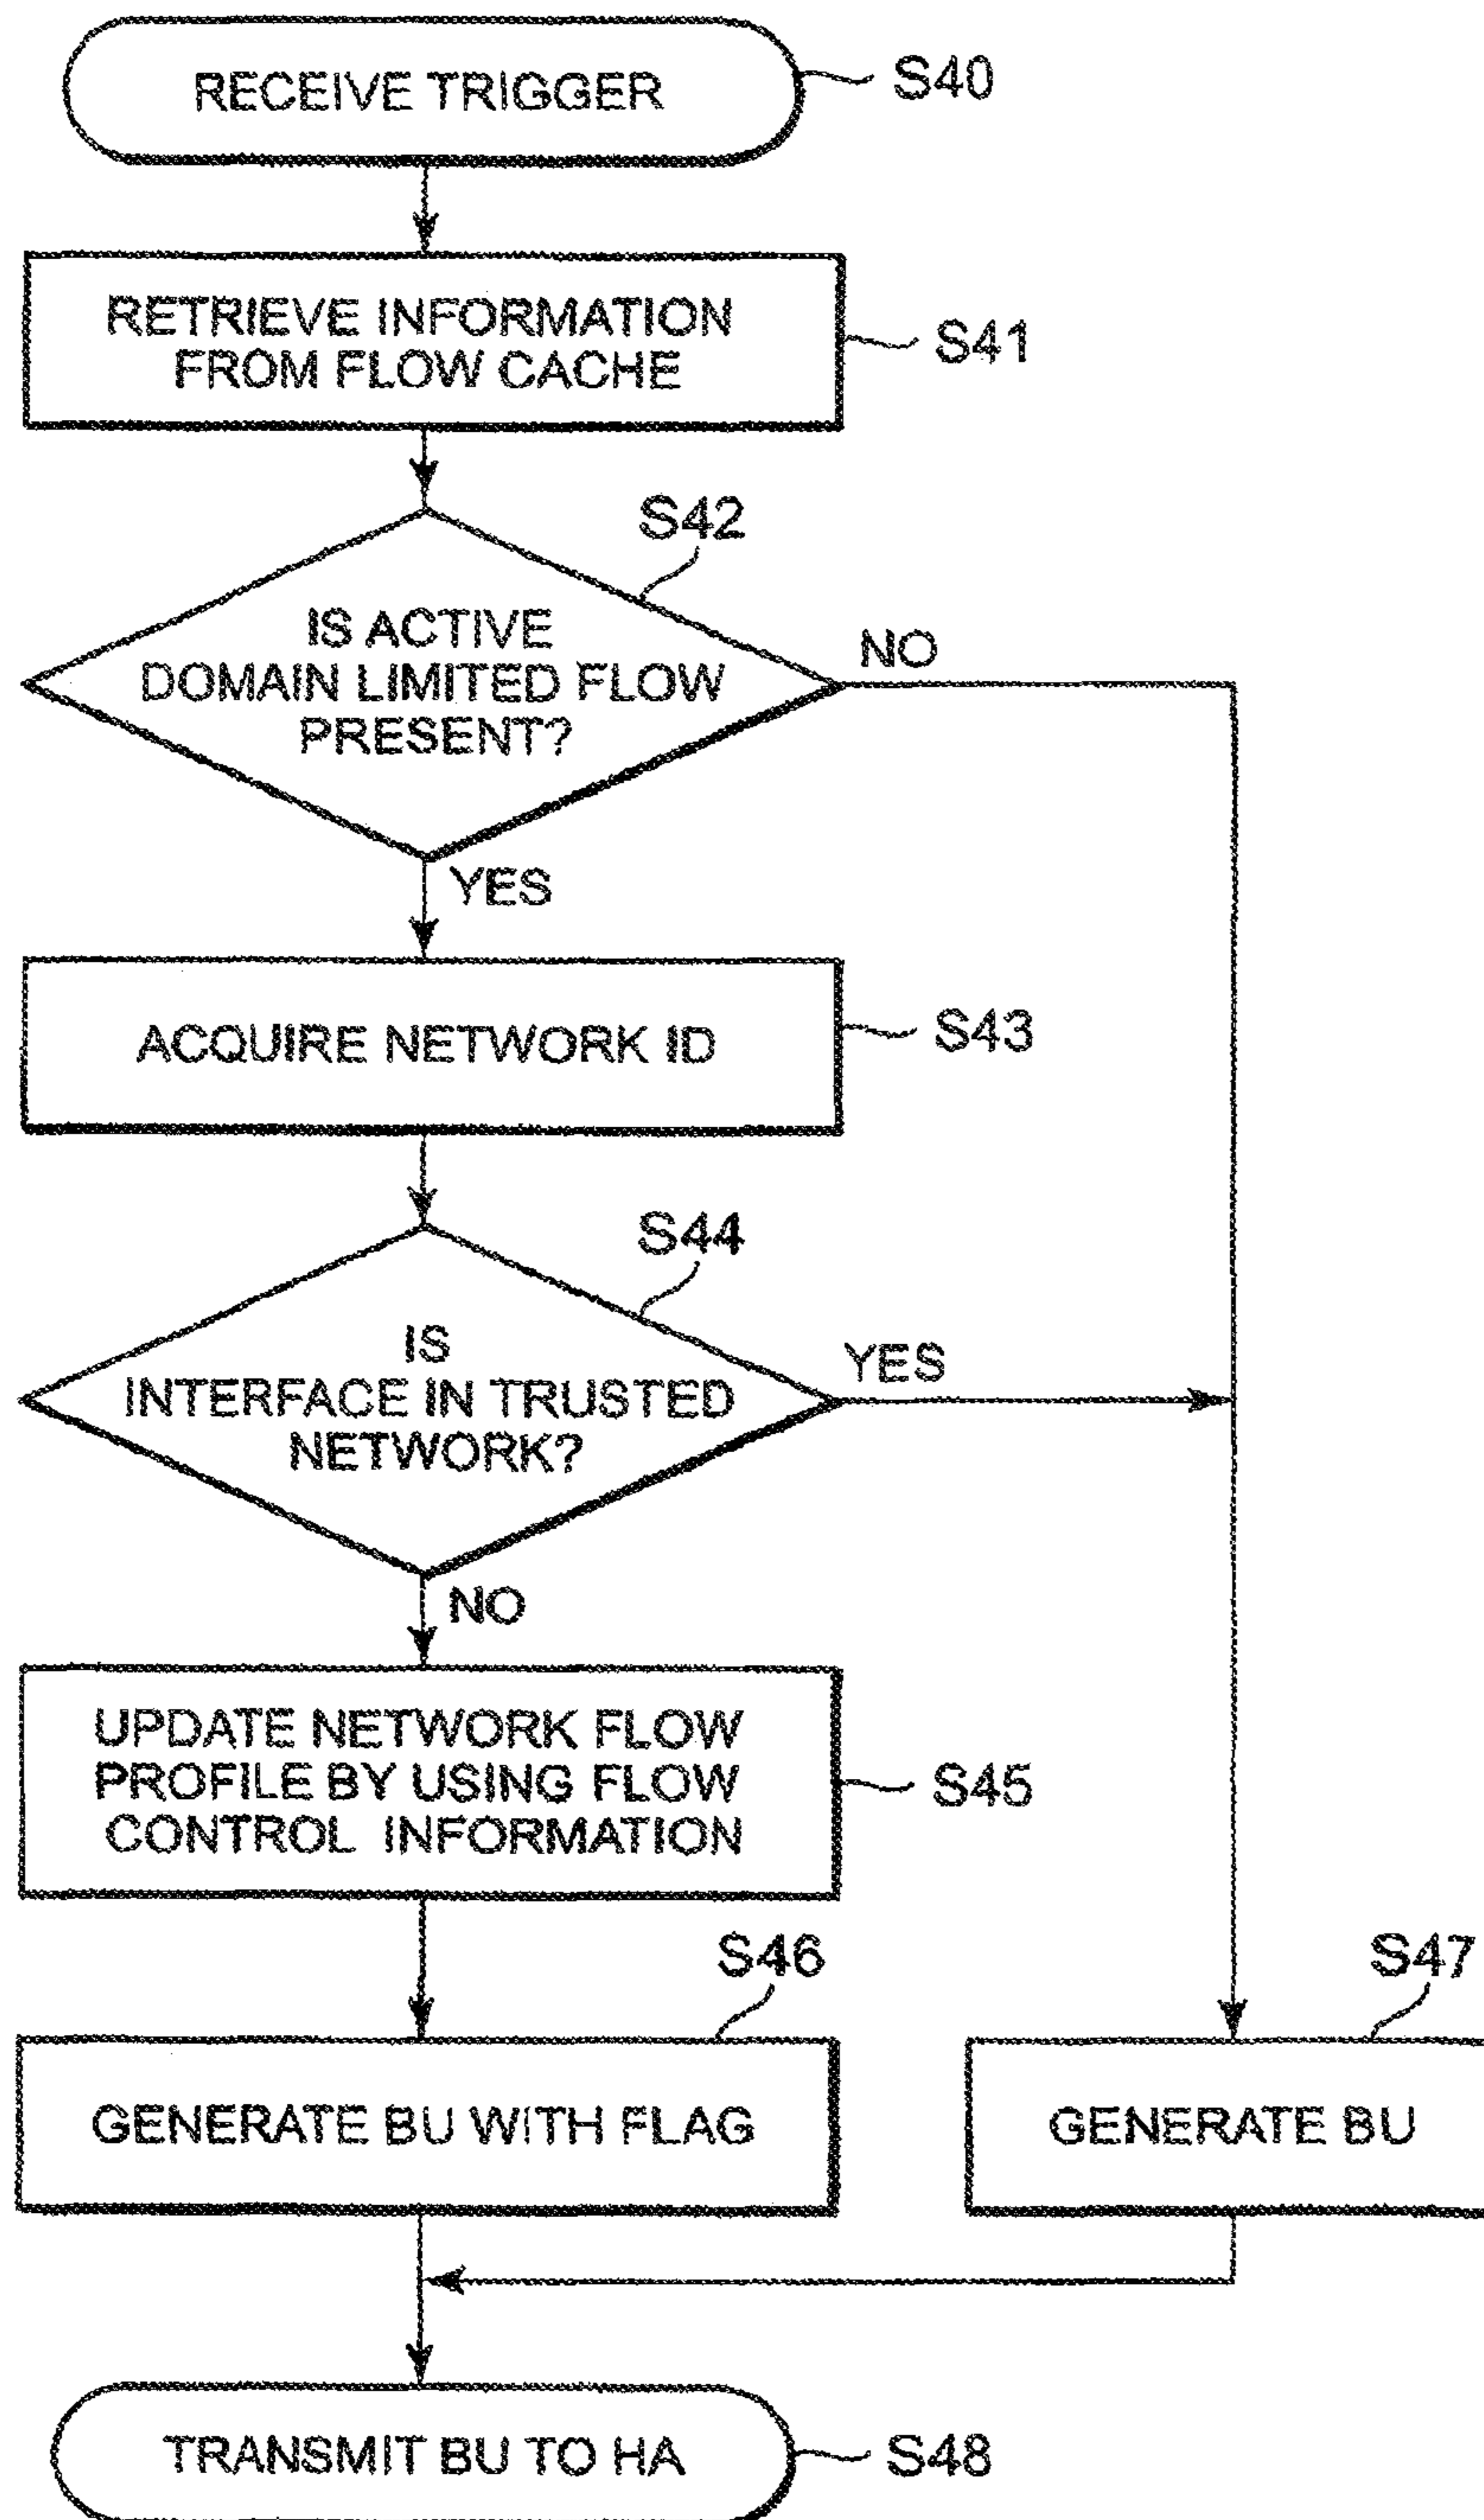 RECEIVE TRIGGER
S40
RETRIEVE INFORMATION
FROM FLOW CACHE
S41
S42
IS ACTIVE
DOMAIN LIMITED FLOW
PRESENT?
NO
YES
ACQUIRE NETWORK ID
S43
S44
IS
INTERFACE IN TRUSTED
NETWORK?
YES
NO
UPDATE NETWORK FLOW
PROFILE BY USING FLOW
CONTROL INFORMATION
S45
S46
S47
GENERATE BU WITH FLAG
GENERATE BU
TRANSMIT BU TO HA
S48